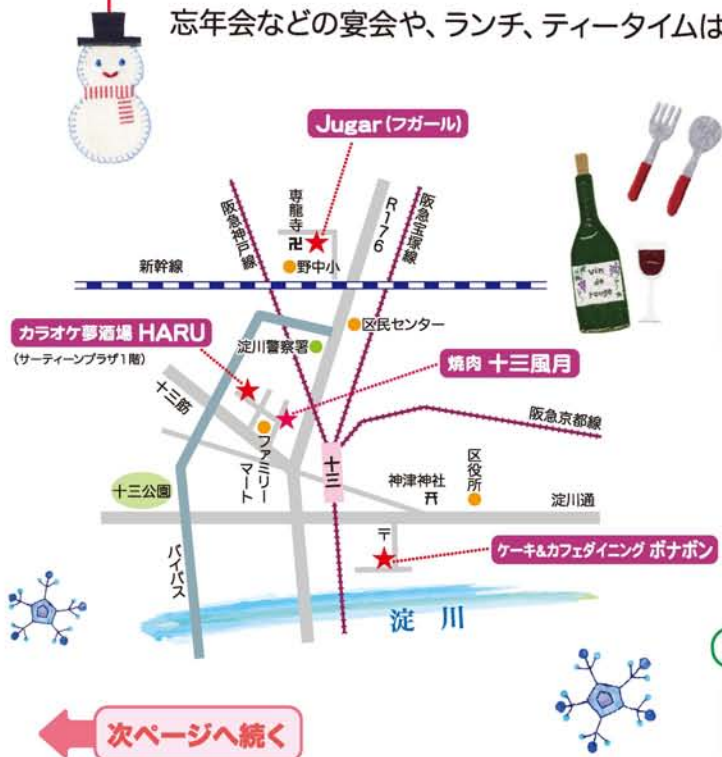 忘年会などの宴会や、ランチ、ティータイムは
Jugar(フガール)
阪急神戸線
専龍寺
卍
野中小
R176
阪急宝塚線
新幹線
vin
de
rouge
カラオケ夢酒場 HARU
(サーティーンプラザ1階)
淀川警察署
区民センター
焼肉 十三風月
十三筋
ファミリー
マート
阪急京都線
十三
神津神社
区役所
十三公園
淀川通
〒
バイパス
ケーキ&カフェダイニング ボナボン
淀 川
次ページへ続く